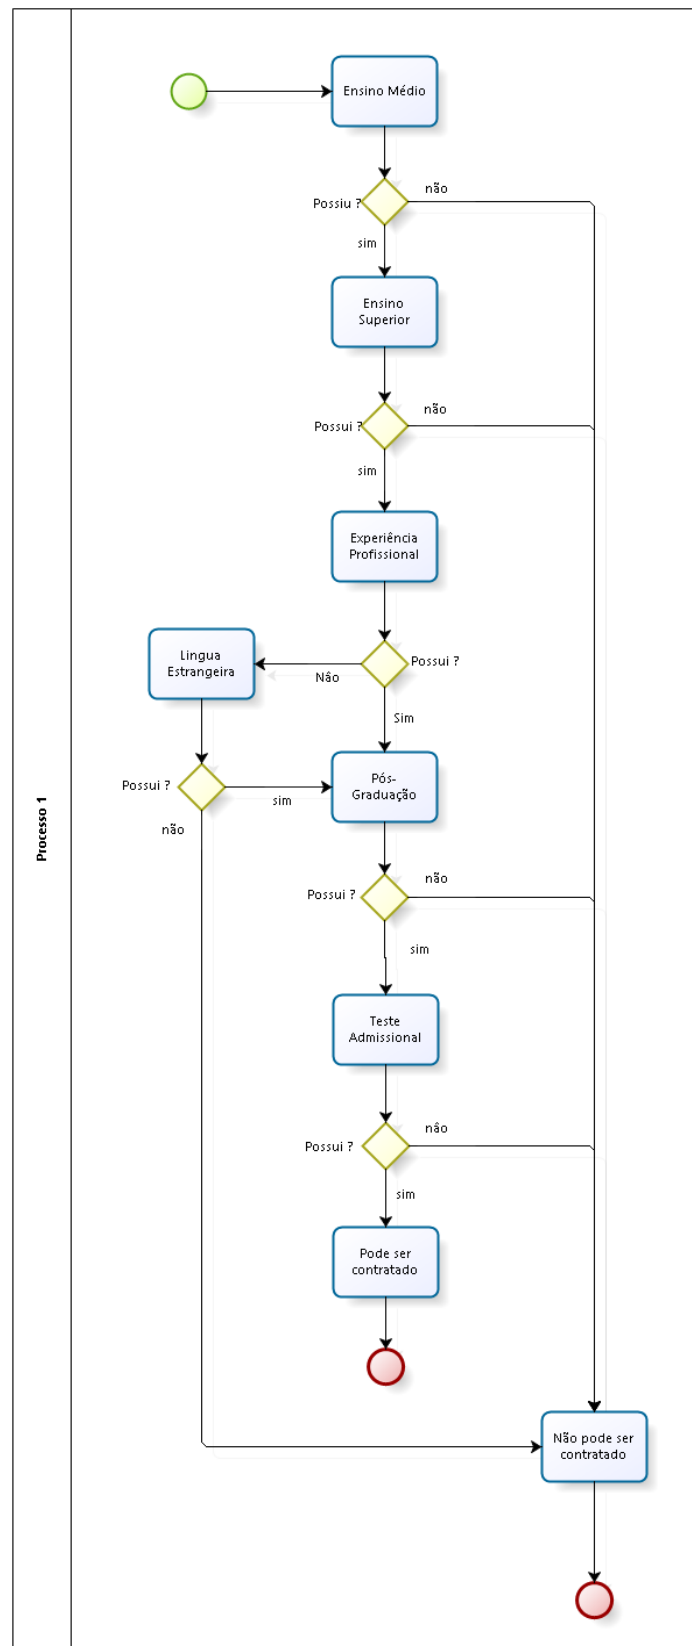 Processo 1
Ensino Médio
Possiu ?
não
sim
Ensino
Superior
Possui ?
não
sim
Experiência
Profissional
Possui ?
Não
Sim
Lingua
Estrangeira
Possui ?
sim
não
Pós-
Graduação
Possui ?
não
sim
Teste
Admissional
Possui ?
não
sim
Pode ser
contratado
Não pode ser
contratado